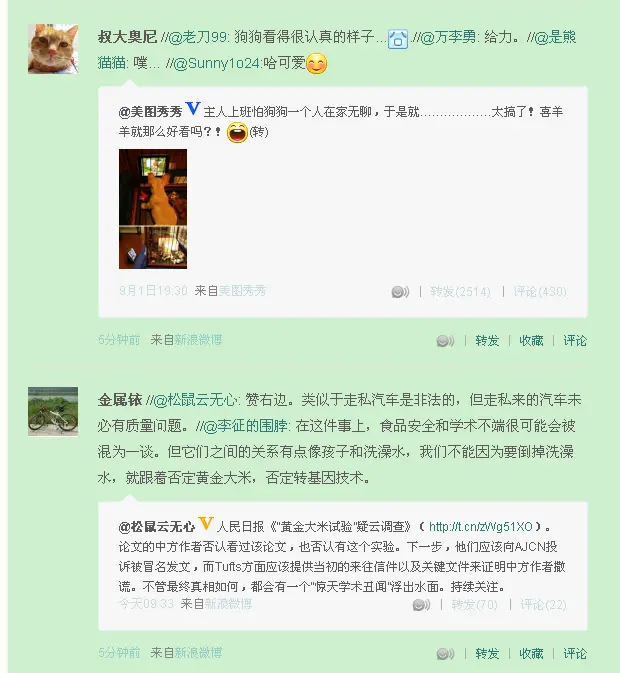 叔大奥尼 //@老刀99: 狗狗看得很认真的样子... //@万李勇: 给力。//@是熊
猫猫: 噗... //@Sunny1o24:哈可爱
@美图秀秀 V 主人上班怕狗狗一个人在家无聊，于是就………………太搞了！喜羊
羊就那么好看吗？！ (转)
9月1日19:30 来自美图秀秀 | 转发(2514) | 评论(430)
5分钟前 来自新浪微博 | 转发 | 收藏 | 评论
金属铱 //@松鼠云无心: 赞右边。类似于走私汽车是非法的，但走私来的汽车未
必有质量问题。//@李征的围脖: 在这件事上，食品安全和学术不端很可能会被
混为一谈。但它们之间的关系有点像孩子和洗澡水，我们不能因为要倒掉洗澡
水，就跟着否定黄金大米，否定转基因技术。
@松鼠云无心 V 人民日报《"黄金大米试验"疑云调查》（ http://t.cn/zWg51XO ）。
论文的中方作者否认看过该论文，也否认有这个实验。下一步，他们应该向AJCN投
诉被冒名发文，而Tufts方面应该提供当初的来往信件以及关键文件来证明中方作者撒
谎。不管最终真相如何，都会有一个"惊天学术丑闻"浮出水面。持续关注。
今天08:33 来自新浪微博 | 转发(70) | 评论(22)
5分钟前 来自新浪微博 | 转发 | 收藏 | 评论